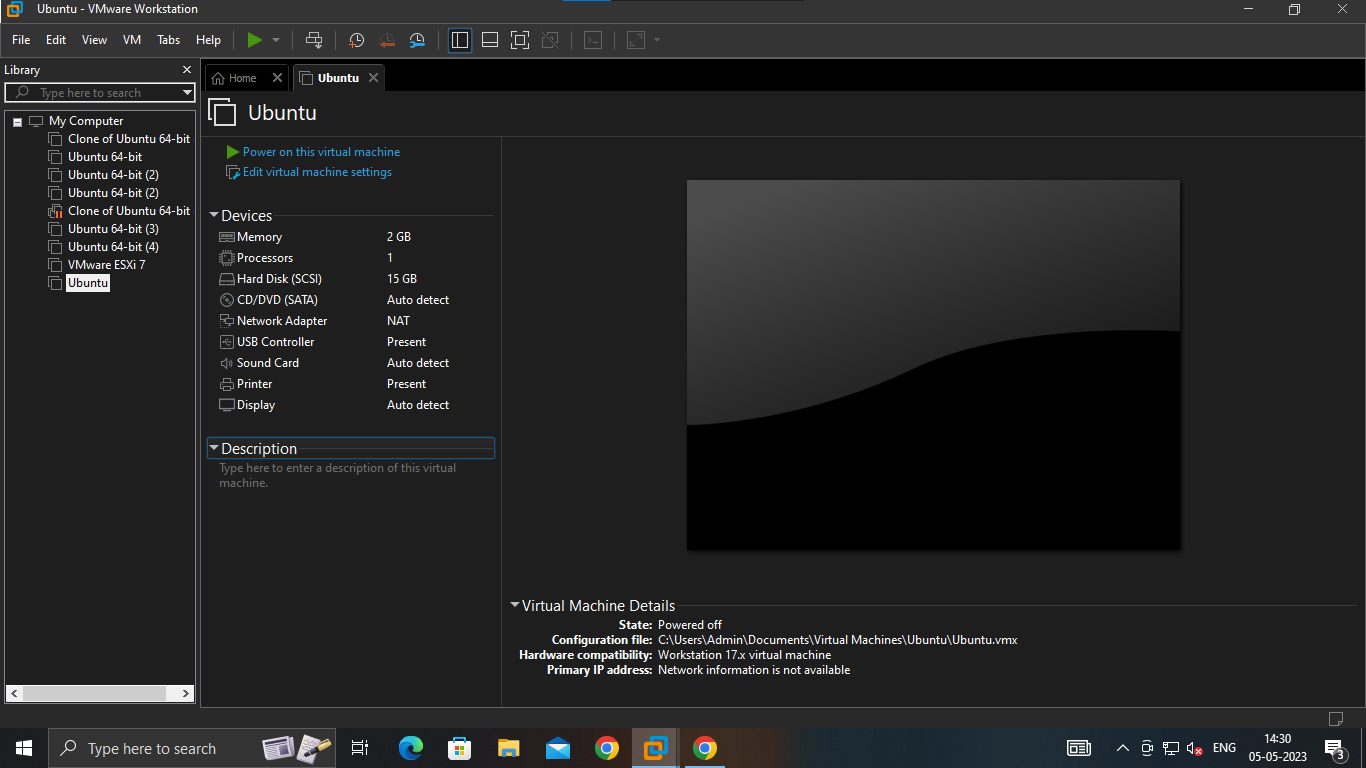 Ubuntu - VMware Workstation
File Edit View VM Tabs Help
Library
Type here to search
My Computer
Clone of Ubuntu 64-bit
Ubuntu 64-bit
Ubuntu 64-bit (2)
Ubuntu 64-bit (2)
Clone of Ubuntu 64-bit
Ubuntu 64-bit (3)
Ubuntu 64-bit (4)
VMware ESXi 7
Ubuntu
Home Ubuntu
Ubuntu
Power on this virtual machine
Edit virtual machine settings
Devices
Memory 2 GB
Processors 1
Hard Disk (SCSI) 15 GB
CD/DVD (SATA) Auto detect
Network Adapter NAT
USB Controller Present
Sound Card Auto detect
Printer Present
Display Auto detect
Description
Type here to enter a description of this virtual
machine.
Virtual Machine Details
State: Powered off
Configuration file: C:\Users\Admin\Documents\Virtual Machines\Ubuntu\Ubuntu.vmx
Hardware compatibility: Workstation 17.x virtual machine
Primary IP address: Network information is not available
Type here to search
ENG
14:30
05-05-2023
3